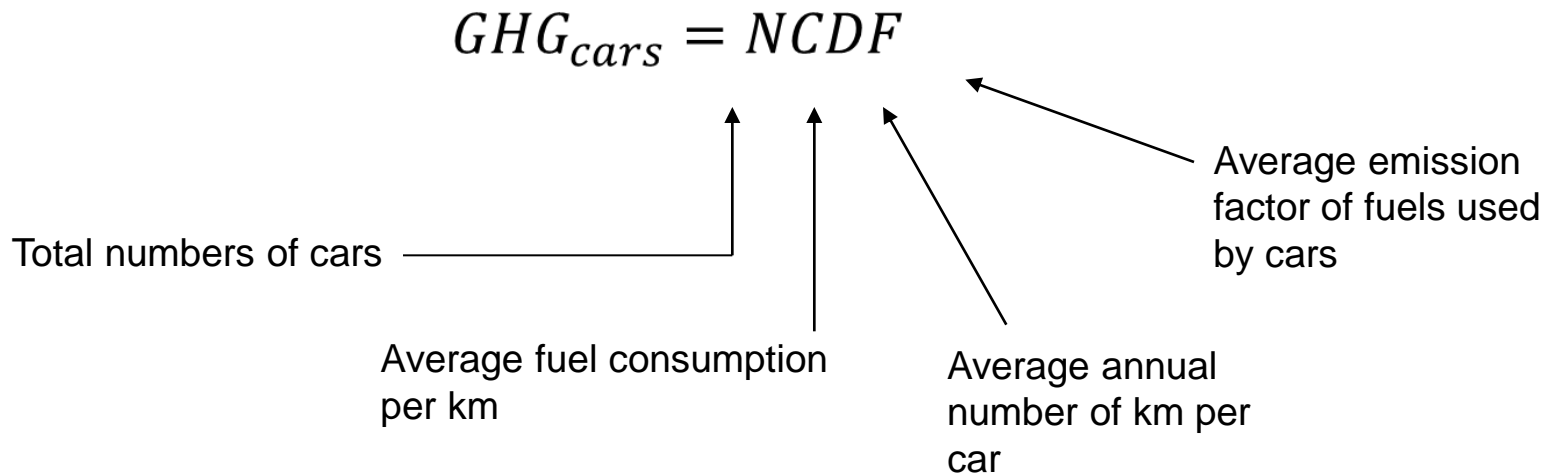 GHG_cars = NCDF
Average emission
factor of fuels used
by cars
Total numbers of cars
Average fuel consumption
per km
Average annual
number of km per
car